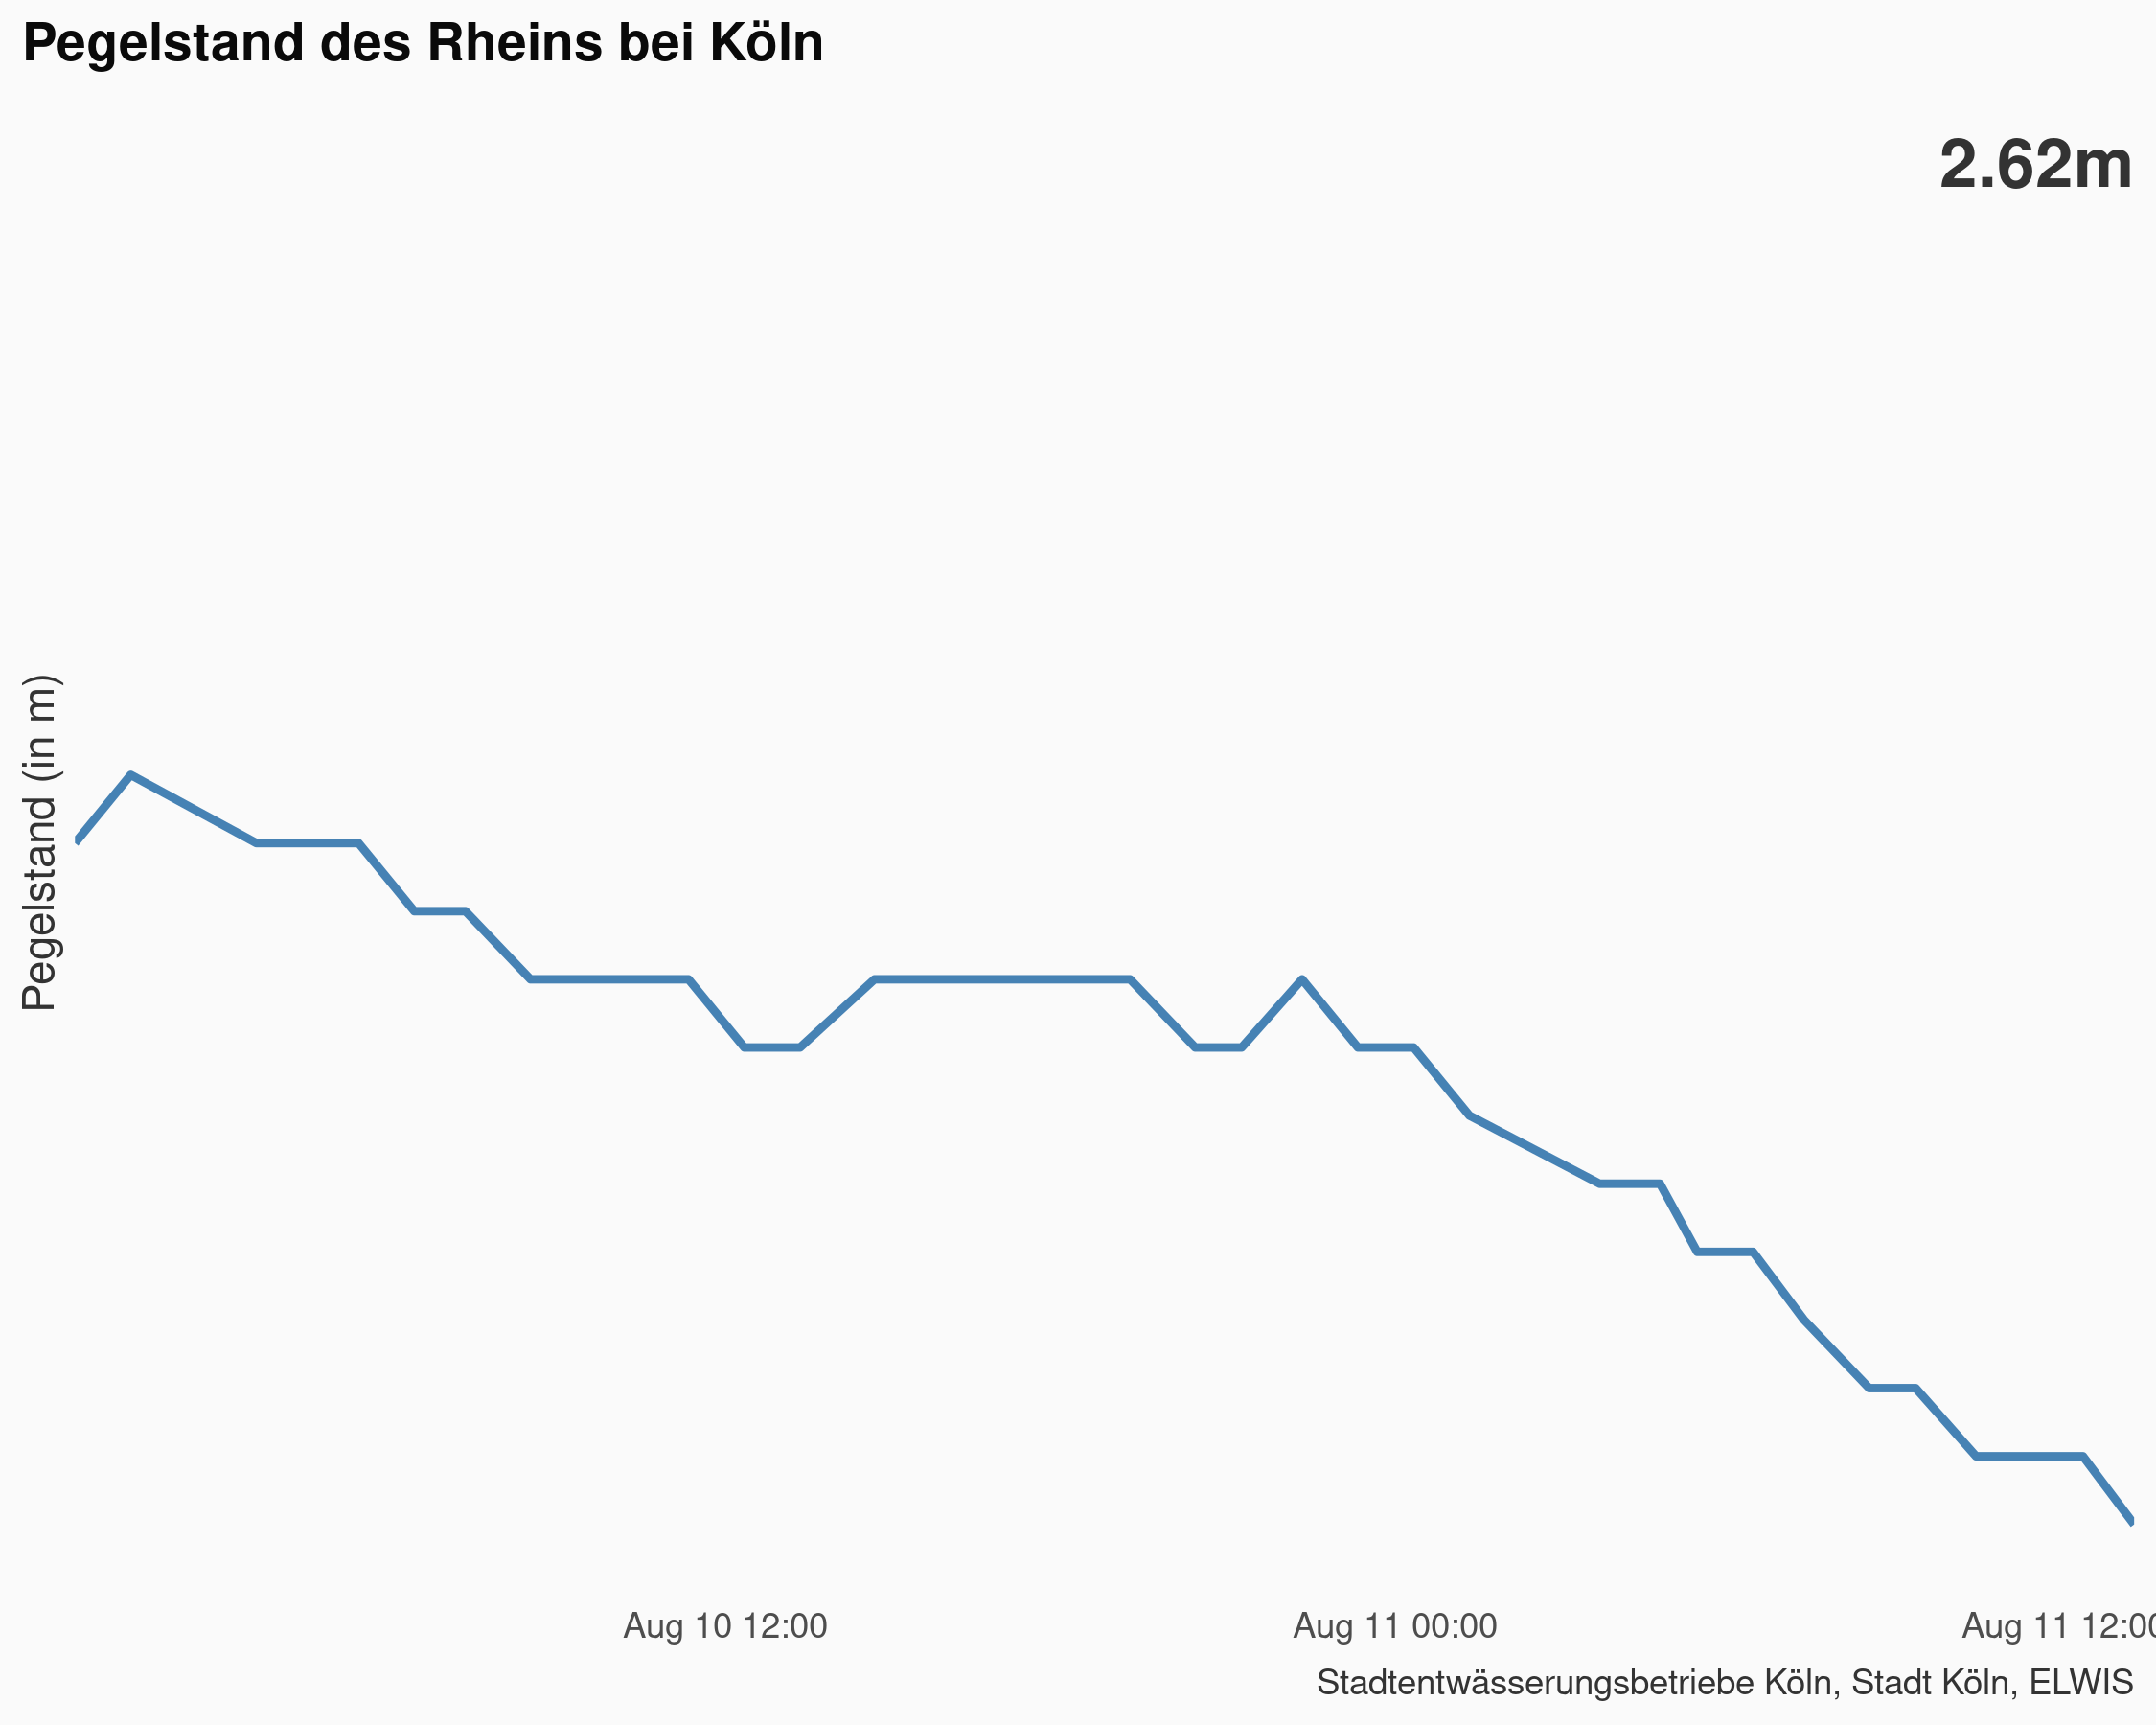 Pegelstand des Rheins bei Köln
2.62m
Pegelstand (in m)
Aug 10 12:00
Aug 11 00:00
Aug 11 12:00
Stadtentwässerungsbetriebe Köln, Stadt Köln, ELWIS